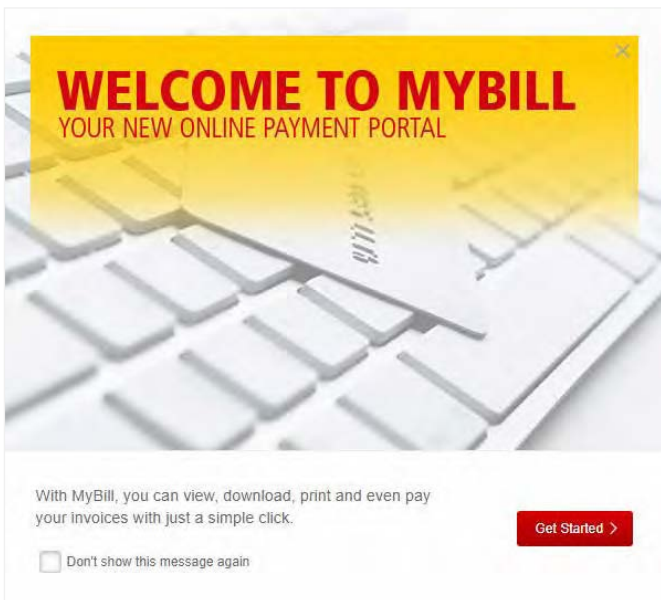 WELCOME TO MYBILL
YOUR NEW ONLINE PAYMENT PORTAL
With MyBill, you can view, download, print and even pay
your invoices with just a simple click.
Get Started >
Don't show this message again